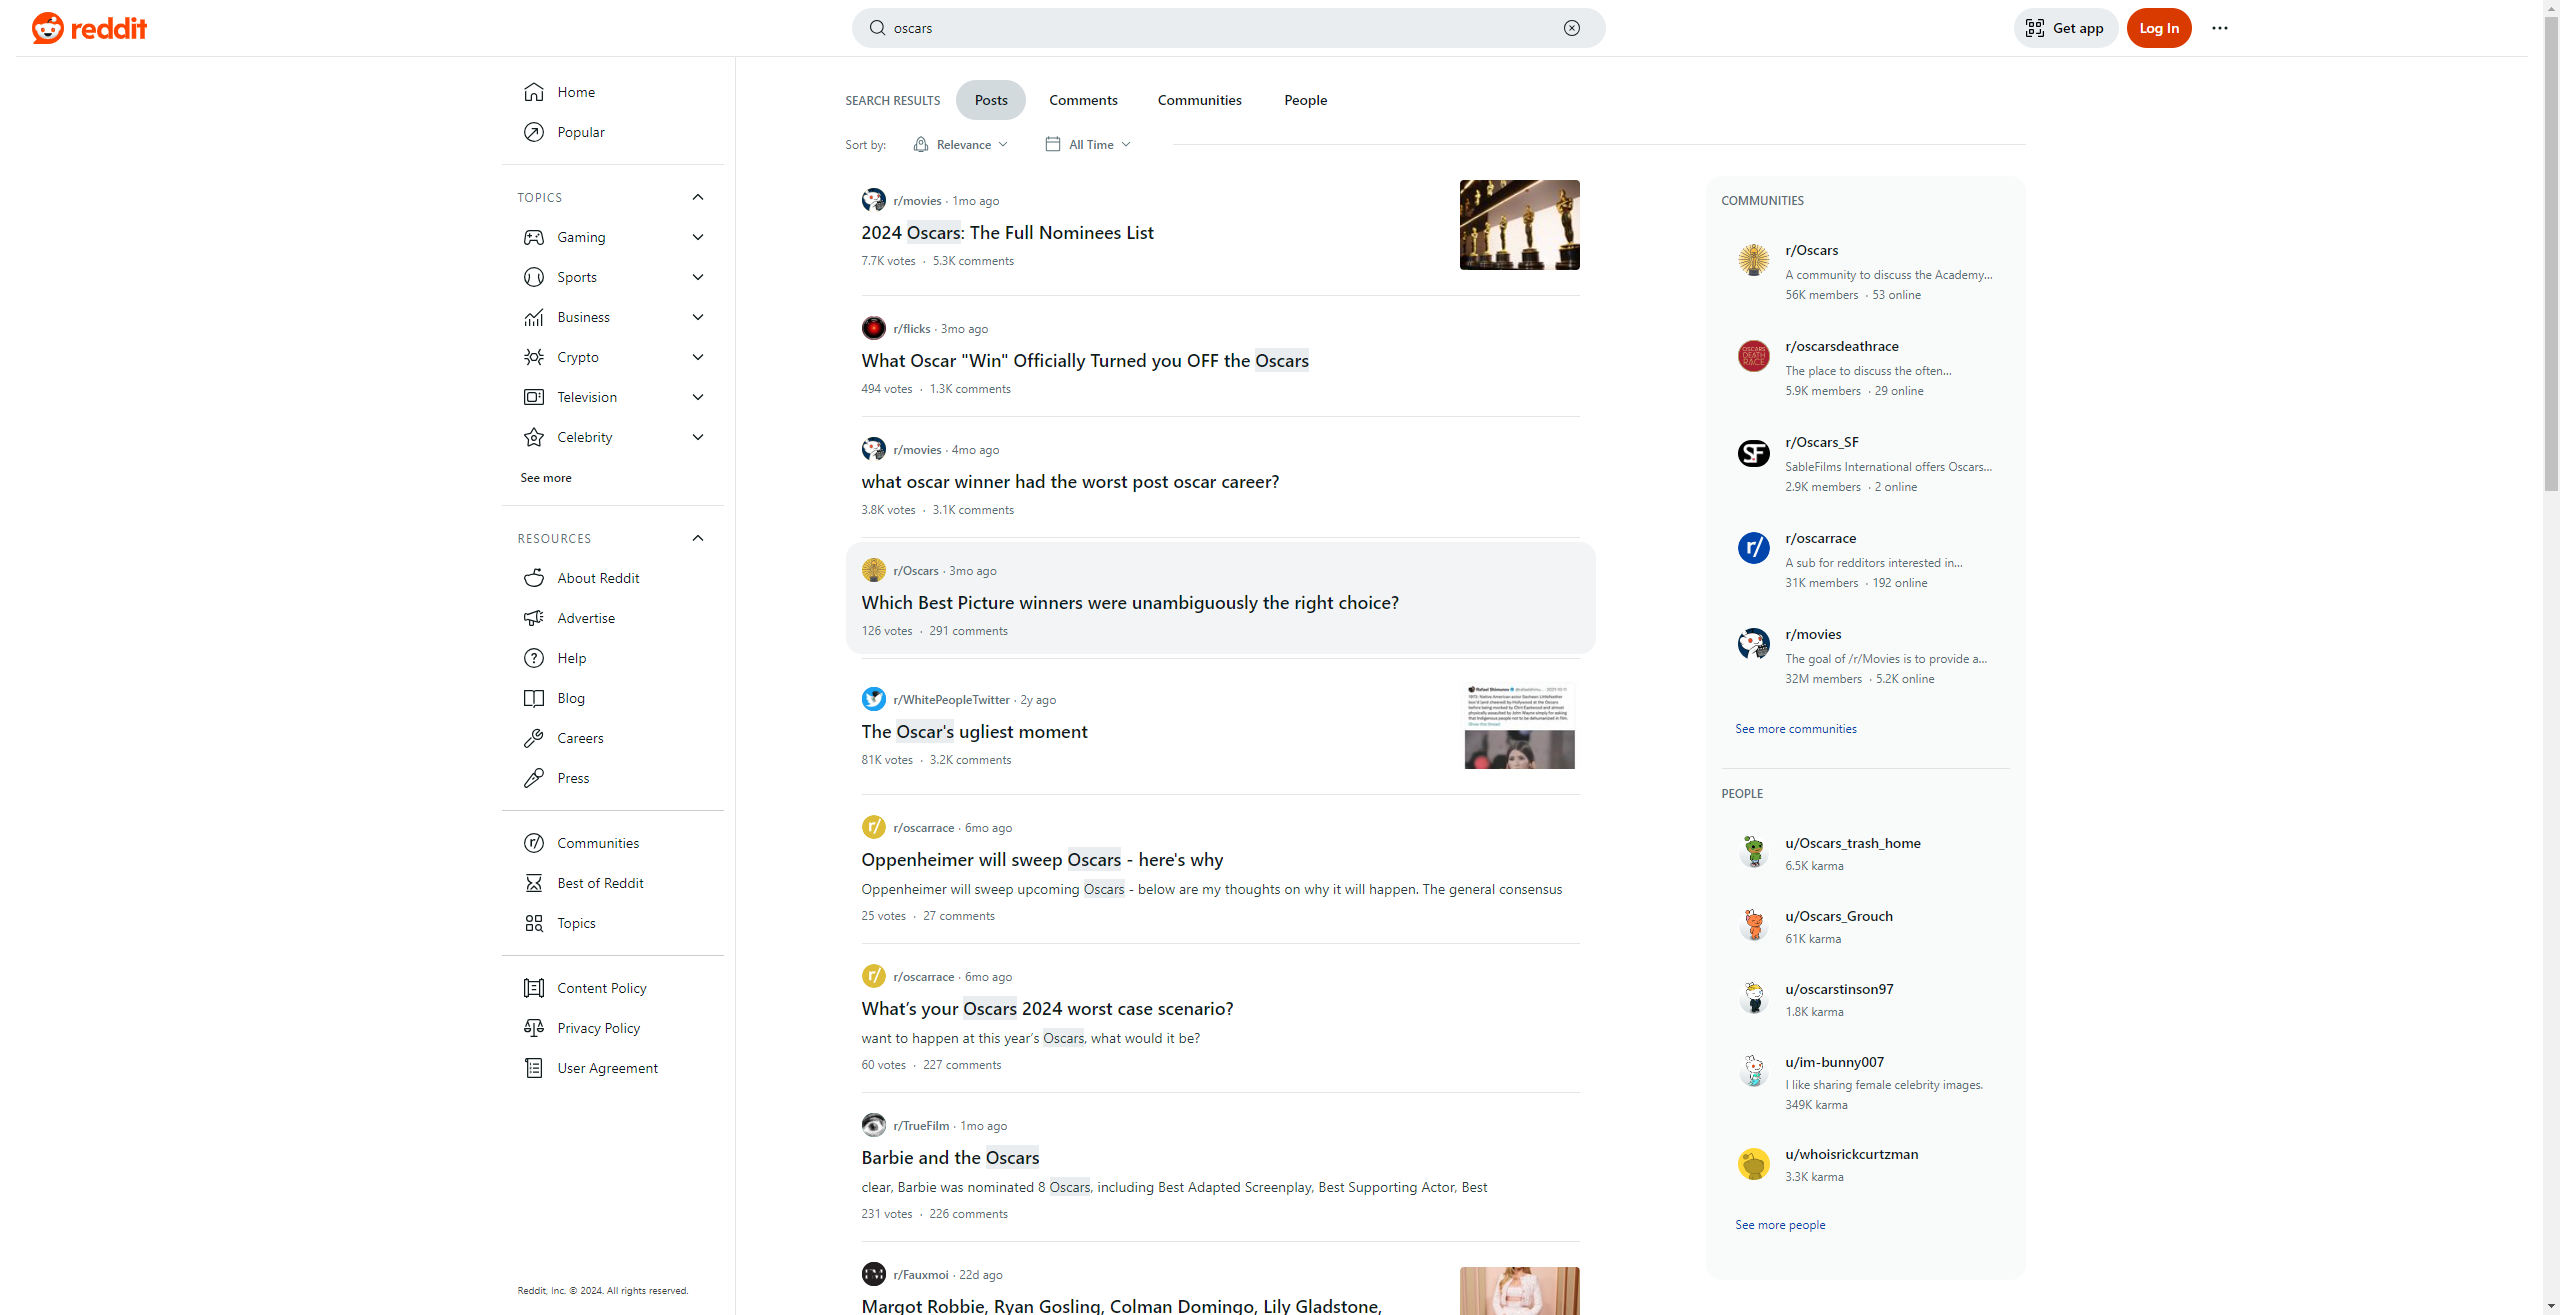 reddit
oscars
Get app
Log In
Home
Popular
TOPICS
Gaming
Sports
Business
Crypto
Television
Celebrity
See more
RESOURCES
About Reddit
Advertise
Help
Blog
Careers
Press
Communities
Best of Reddit
Topics
Content Policy
Privacy Policy
User Agreement
Reddit, Inc. © 2024. All rights reserved.
SEARCH RESULTS
Posts
Comments
Communities
People
Sort by:
Relevance
All Time
r/movies · 1mo ago
2024 Oscars: The Full Nominees List
7.7K votes · 5.3K comments
r/flicks · 3mo ago
What Oscar "Win" Officially Turned you OFF the Oscars
494 votes · 1.3K comments
r/movies · 4mo ago
what oscar winner had the worst post oscar career?
3.8K votes · 3.1K comments
r/Oscars · 3mo ago
Which Best Picture winners were unambiguously the right choice?
126 votes · 291 comments
r/WhitePeopleTwitter · 2y ago
The Oscar's ugliest moment
81K votes · 3.2K comments
r/oscarrace · 6mo ago
Oppenheimer will sweep Oscars - here's why
Oppenheimer will sweep upcoming Oscars - below are my thoughts on why it will happen. The general consensus
25 votes · 27 comments
r/oscarrace · 6mo ago
What's your Oscars 2024 worst case scenario?
want to happen at this year's Oscars, what would it be?
60 votes · 227 comments
r/TrueFilm · 1mo ago
Barbie and the Oscars
clear, Barbie was nominated 8 Oscars, including Best Adapted Screenplay, Best Supporting Actor, Best
231 votes · 226 comments
r/Fauxmoi · 22d ago
Margot Robbie, Ryan Gosling, Colman Domingo, Lily Gladstone,
COMMUNITIES
r/Oscars
A community to discuss the Academy...
56K members · 53 online
OSCARS
DEATH
RACE
r/oscarsdeathrace
The place to discuss the often...
5.9K members · 29 online
SF
r/Oscars_SF
SableFilms International offers Oscars...
2.9K members · 2 online
r/
r/oscarrace
A sub for redditors interested in...
31K members · 192 online
r/movies
The goal of /r/Movies is to provide a...
32M members · 5.2K online
See more communities
PEOPLE
u/Oscars_trash_home
6.5K karma
u/Oscars_Grouch
61K karma
u/oscarstinson97
1.8K karma
u/im-bunny007
I like sharing female celebrity images.
349K karma
u/whoisrickcurtzman
3.3K karma
See more people